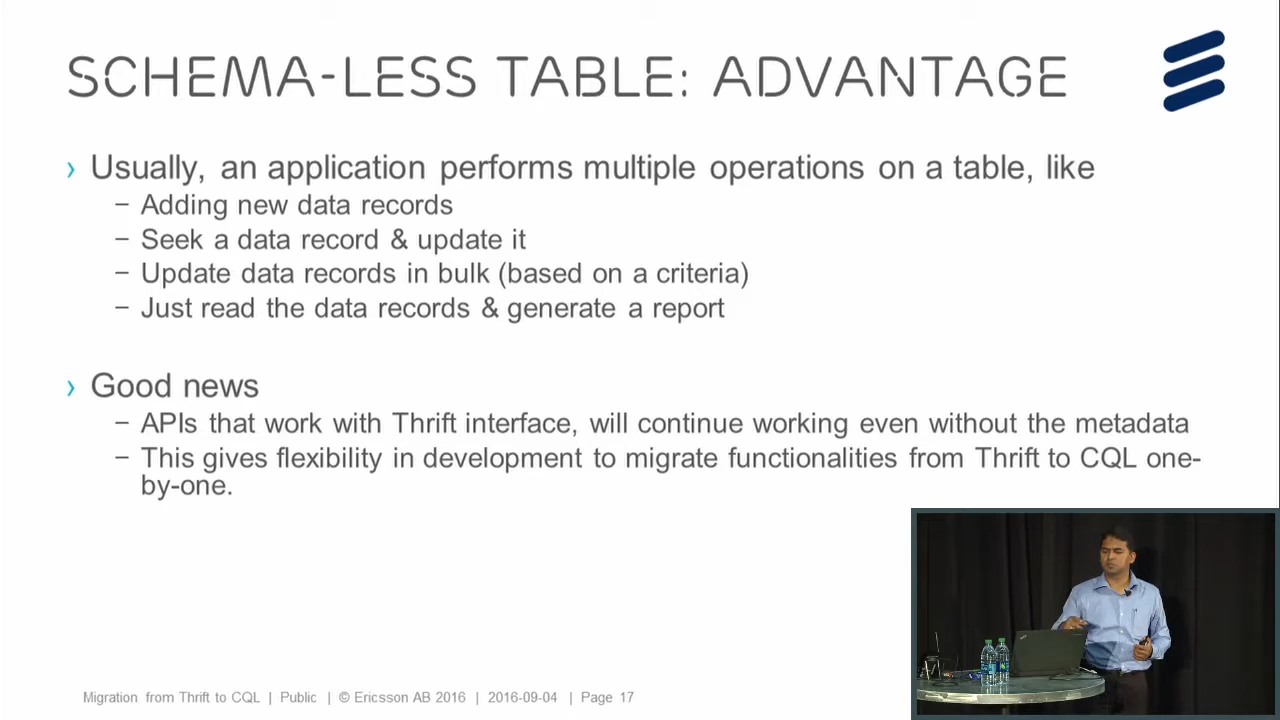 SCHEMA-LESS TABLE: ADVANTAGE
› Usually, an application performs multiple operations on a table, like
– Adding new data records
– Seek a data record & update it
– Update data records in bulk (based on a criteria)
– Just read the data records & generate a report
› Good news
– APIs that work with Thrift interface, will continue working even without the metadata
– This gives flexibility in development to migrate functionalities from Thrift to CQL one-
by-one.
Migration from Thrift to CQL | Public | © Ericsson AB 2016 | 2016-09-04 | Page 17